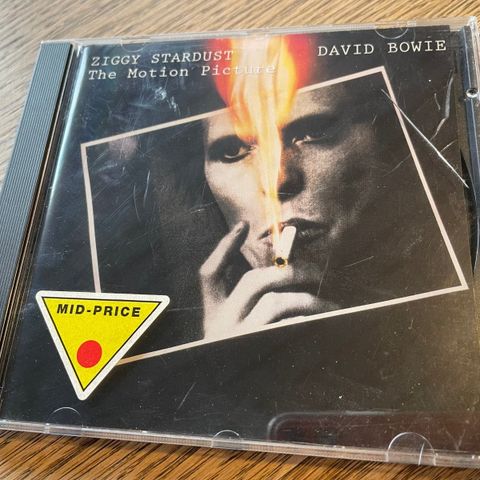 ZIGGY STARDUST
The Motion Picture
DAVID BOWIE
MID-PRICE